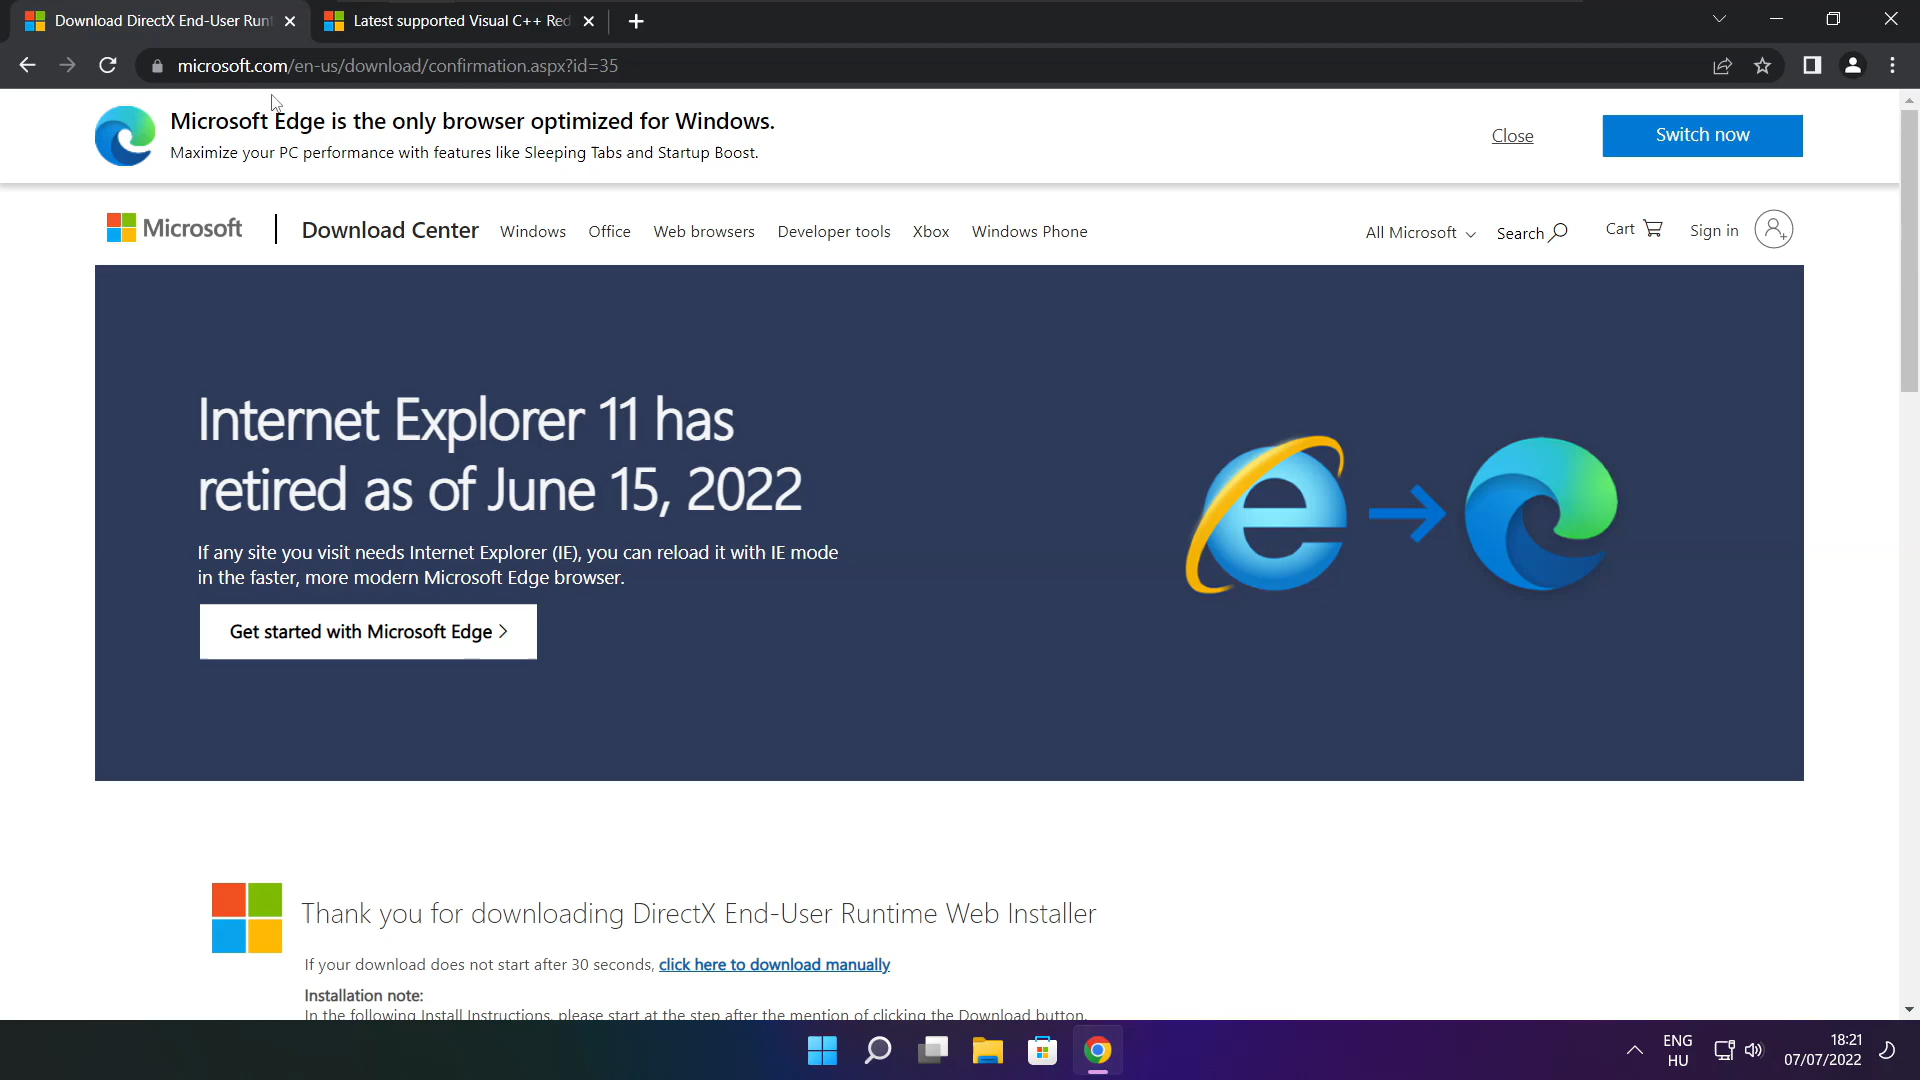 Download DirectX End-User Runt
Latest supported Visual C++ Red
microsoft.com/en-us/download/confirmation.aspx?id=35
Microsoft Edge is the only browser optimized for Windows.
Maximize your PC performance with features like Sleeping Tabs and Startup Boost.
Close
Switch now
Microsoft
Download Center
Windows
Office
Web browsers
Developer tools
Xbox
Windows Phone
All Microsoft
Search
Cart
Sign in
Internet Explorer 11 has
retired as of June 15, 2022
If any site you visit needs Internet Explorer (IE), you can reload it with IE mode
in the faster, more modern Microsoft Edge browser.
Get started with Microsoft Edge >
Thank you for downloading DirectX End-User Runtime Web Installer
If your download does not start after 30 seconds, click here to download manually
Installation note:
In the following Install Instructions, please start at the step after the mention of clicking the Download button.
ENG
HU
18:21
07/07/2022